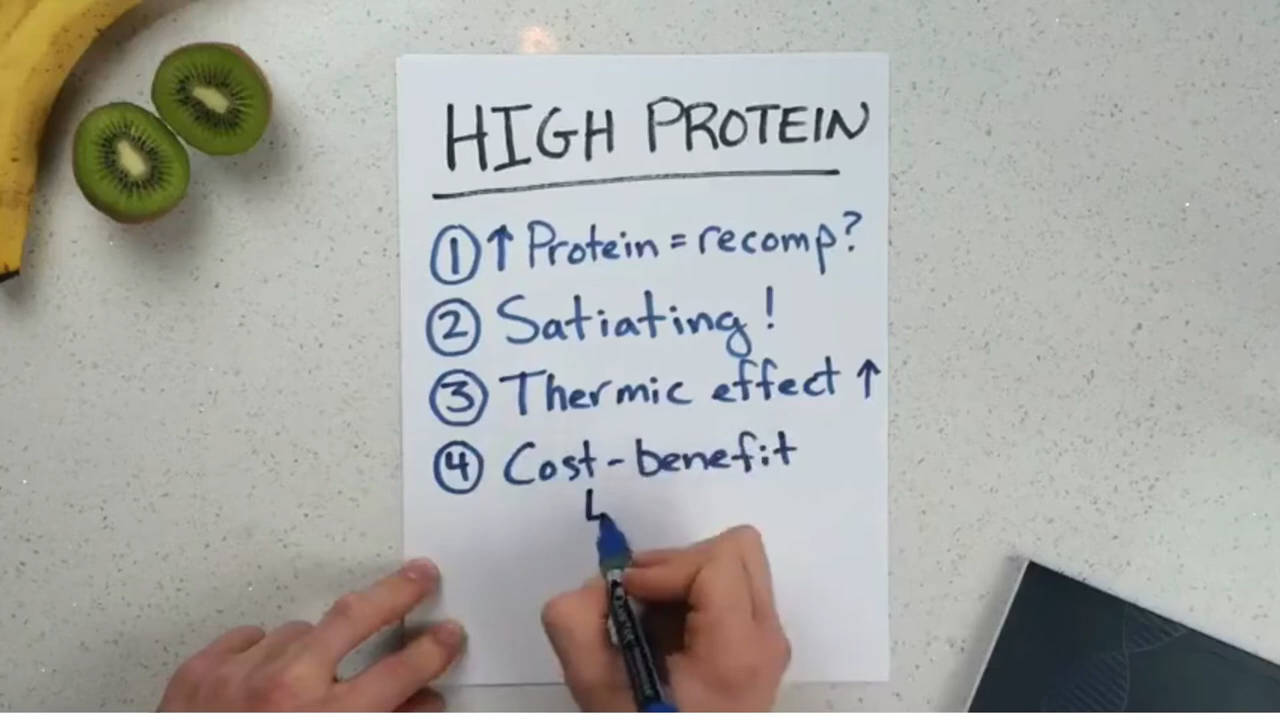 HIGH PROTEIN
① ↑ Protein = recomp?
② Satiating!
③ Thermic effect ↑
④ Cost-benefit